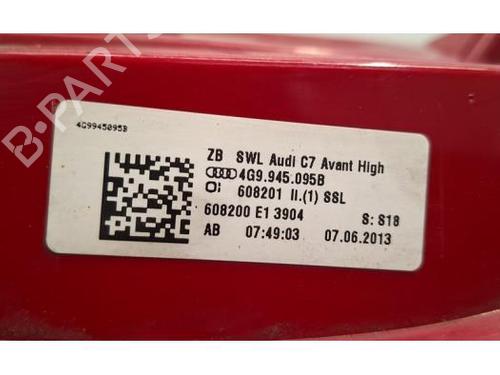 B-PARTS
4G9945095B
ZB SWL Audi C7 Avant High
4G9.945.095B
608201 II.(1) SSL
608200 E1 3904 S: S18
AB 07:49:03 07.06.2013